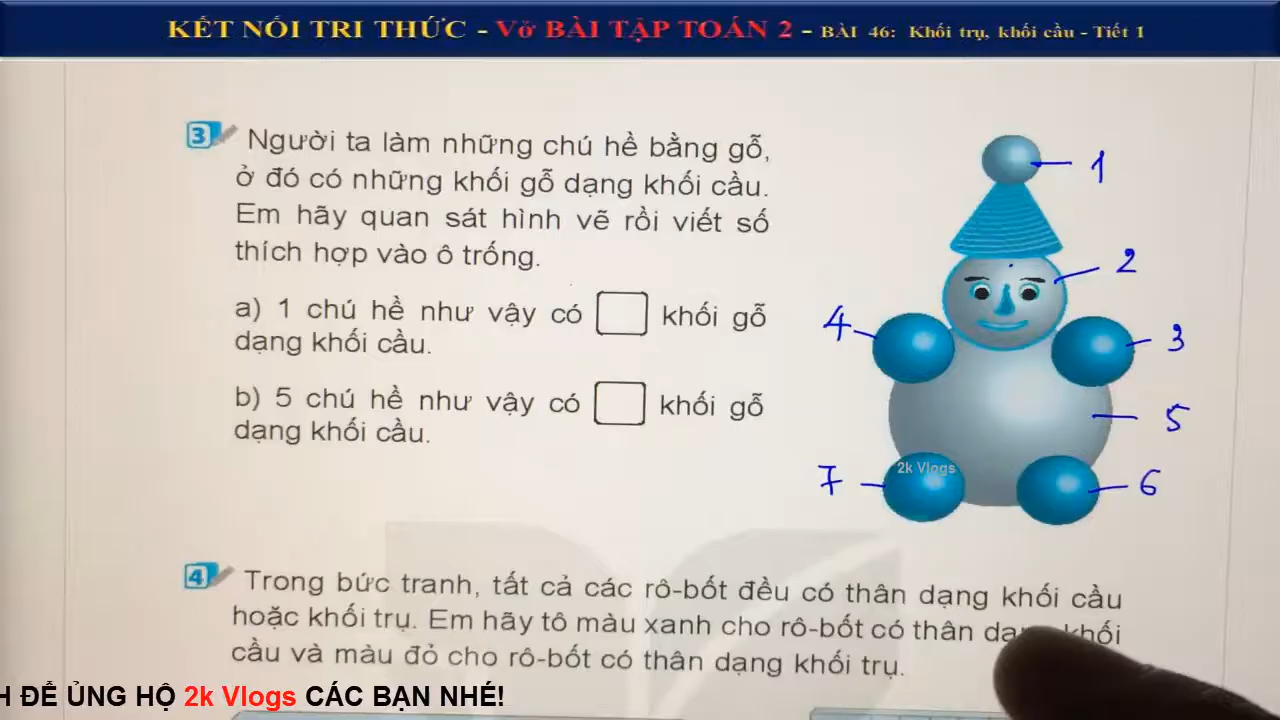 KẾT NỐI TRI THỨC - Vở BÀI TẬP TOÁN 2 - BÀI 46: Khối trụ, khối cầu - Tiết 1
3 Người ta làm những chú hề bằng gỗ,
ở đó có những khối gỗ dạng khối cầu.
Em hãy quan sát hình vẽ rồi viết số
thích hợp vào ô trống.
a) 1 chú hề như vậy có khối gỗ
dạng khối cầu.
b) 5 chú hề như vậy có khối gỗ
dạng khối cầu.
1
2
4
3
5
2k Vlogs
7
6
4 Trong bức tranh, tất cả các rô-bốt đều có thân dạng khối cầu
hoặc khối trụ. Em hãy tô màu xanh cho rô-bốt có thân khối
cầu và màu đỏ cho rô-bốt có thân dạng khối trụ.
ĐỂ ỦNG HỘ 2k Vlogs CÁC BẠN NHÉ!